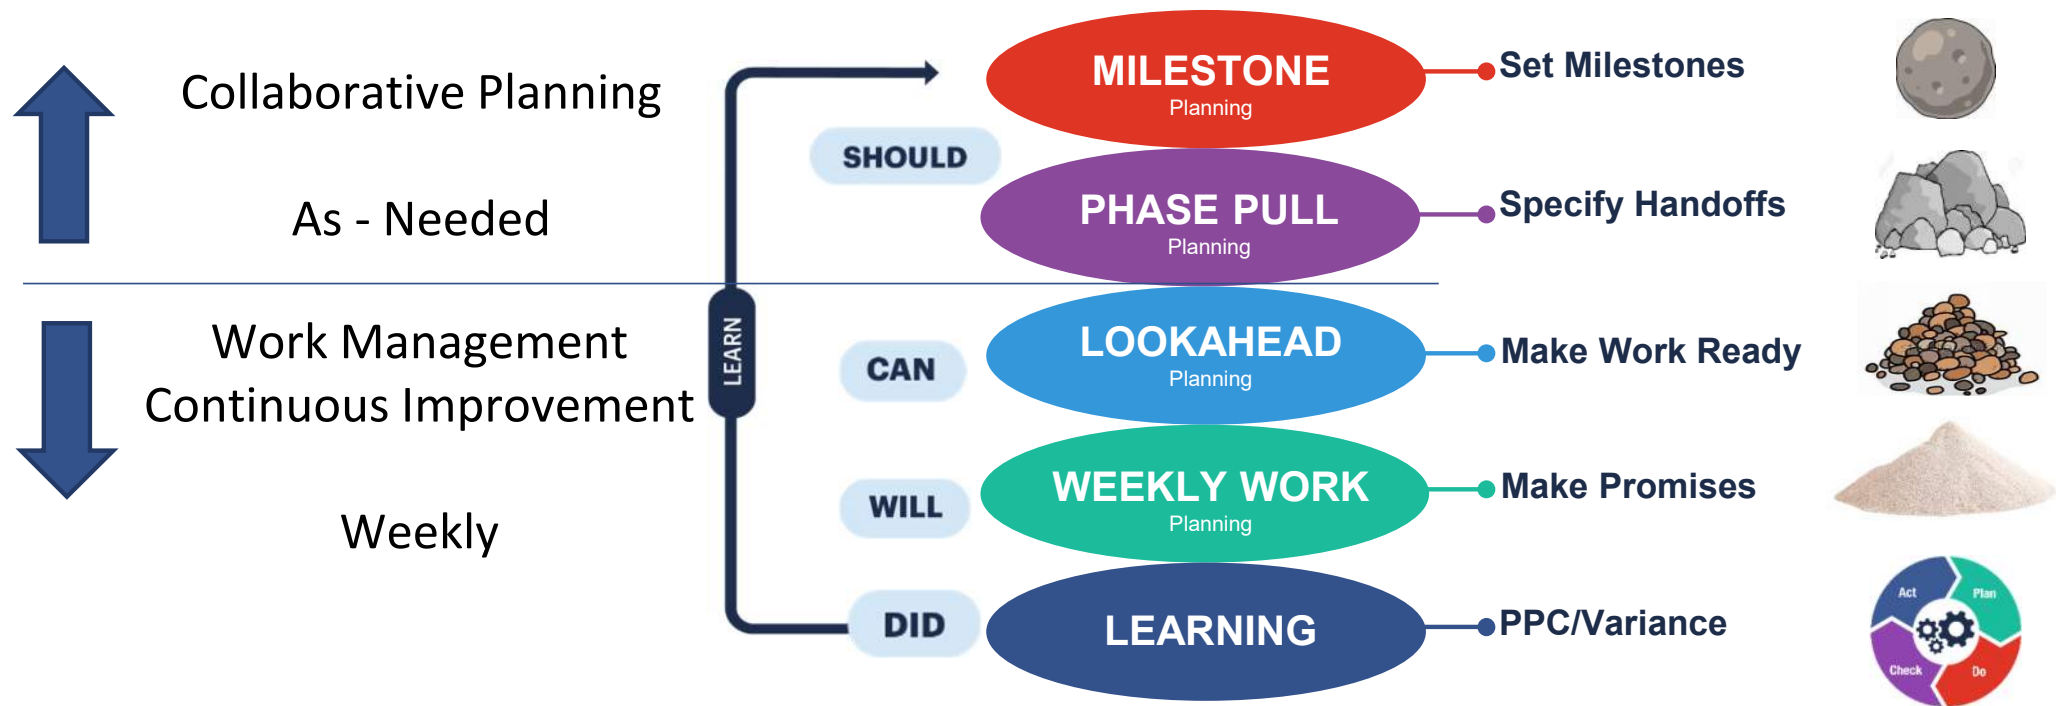 Collaborative Planning
As - Needed
Work Management
Continuous Improvement
Weekly
LEARN
SHOULD
CAN
WILL
DID
MILESTONE
Planning
PHASE PULL
Planning
LOOKAHEAD
Planning
WEEKLY WORK
Planning
LEARNING
Set Milestones
Specify Handoffs
Make Work Ready
Make Promises
PPC/Variance
Act
Plan
Check
Do